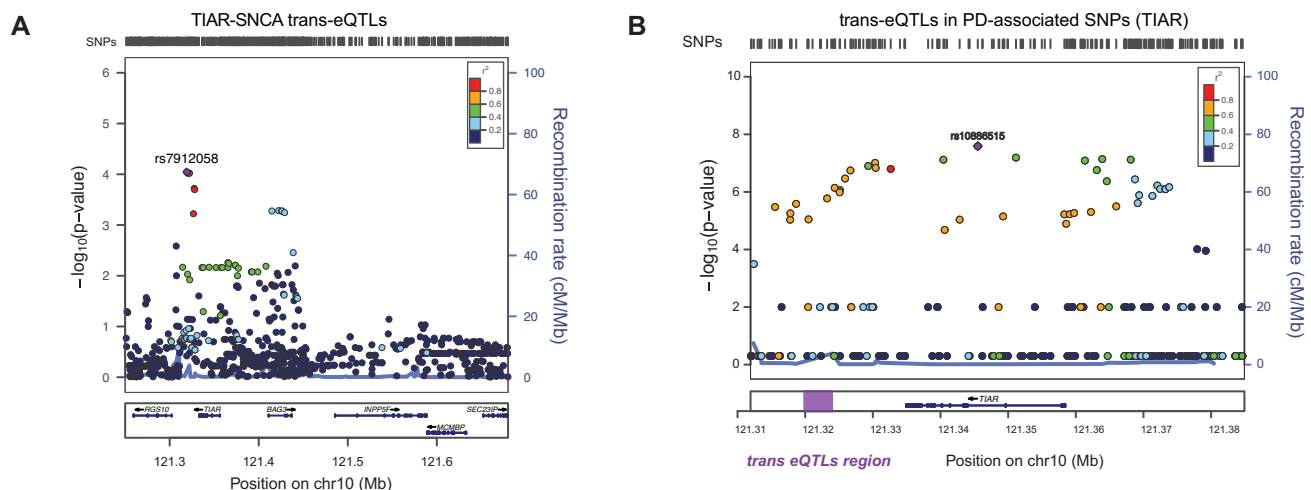 A
TIAR-SNCA trans-eQTLs
SNPs
6
5
4
3
2
1
0
−log10(p−value)
100
80
60
40
20
0
Recombination rate (cM/Mb)
r2
0.8
0.6
0.4
0.2
rs7912058
RGS10
TIAR
BAG3
INPP5F
SEC23IP
MCMBP
121.3
121.4
121.5
121.6
Position on chr10 (Mb)
B
trans-eQTLs in PD-associated SNPs (TIAR)
SNPs
10
8
6
4
2
0
−log10(p−value)
100
80
60
40
20
0
Recombination rate (cM/Mb)
r2
0.8
0.6
0.4
0.2
rs10886515
TIAR
121.31
121.32
121.33
121.34
121.35
121.36
121.37
121.38
trans eQTLs region
Position on chr10 (Mb)